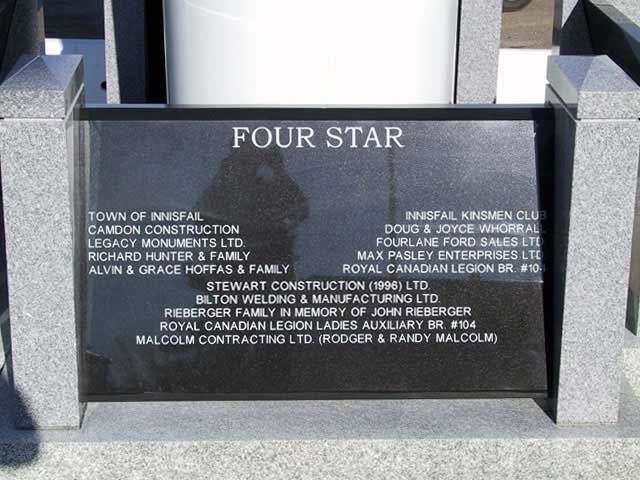 FOUR STAR
TOWN OF INNISFAIL
CAMDON CONSTRUCTION
LEGACY MONUMENTS LTD.
RICHARD HUNTER & FAMILY
ALVIN & GRACE HOFFAS & FAMILY
INNISFAIL KINSMEN CLUB
DOUG & JOYCE WHORRALL
FOURLANE FORD SALES LTD
MAX PASLEY ENTERPRISES LTD.
ROYAL CANADIAN LEGION BR. #104
STEWART CONSTRUCTION (1996) LTD.
BILTON WELDING & MANUFACTURING LTD.
RIEBERGER FAMILY IN MEMORY OF JOHN RIEBERGER
ROYAL CANADIAN LEGION LADIES AUXILIARY BR. #104
MALCOLM CONTRACTING LTD. (RODGER & RANDY MALCOLM)